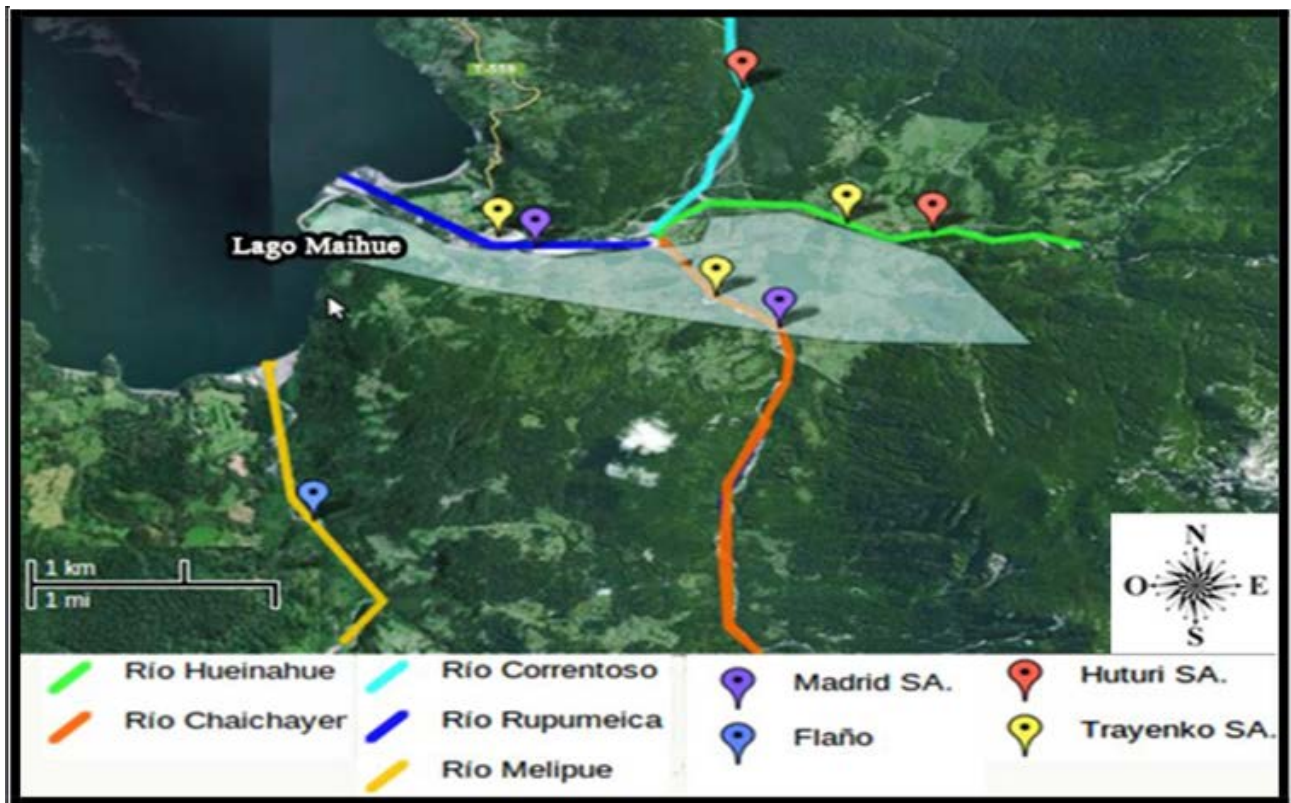 T-559
Lago Maihue
1 km
1 mi
N
O E
S
Río Hueinahue
Río Chaichayer
Río Correntoso
Río Rupumeica
Río Melipue
Madrid SA.
Flaño
Huturi SA.
Trayenko SA.